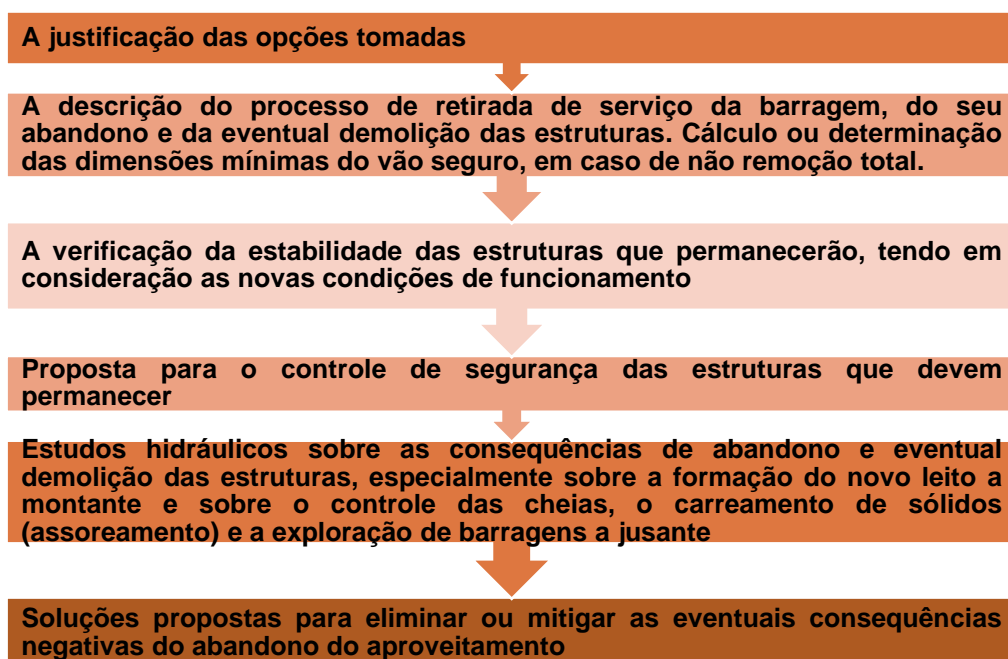 A justificação das opções tomadas
A descrição do processo de retirada de serviço da barragem, do seu
abandono e da eventual demolição das estruturas. Cálculo ou determinação
das dimensões mínimas do vão seguro, em caso de não remoção total.
A verificação da estabilidade das estruturas que permanecerão, tendo em
consideração as novas condições de funcionamento
Proposta para o controle de segurança das estruturas que devem
permanecer
Estudos hidráulicos sobre as consequências de abandono e eventual
demolição das estruturas, especialmente sobre a formação do novo leito a
montante e sobre o controle das cheias, o carreamento de sólidos
(assoreamento) e a exploração de barragens a jusante
Soluções propostas para eliminar ou mitigar as eventuais consequências
negativas do abandono do aproveitamento